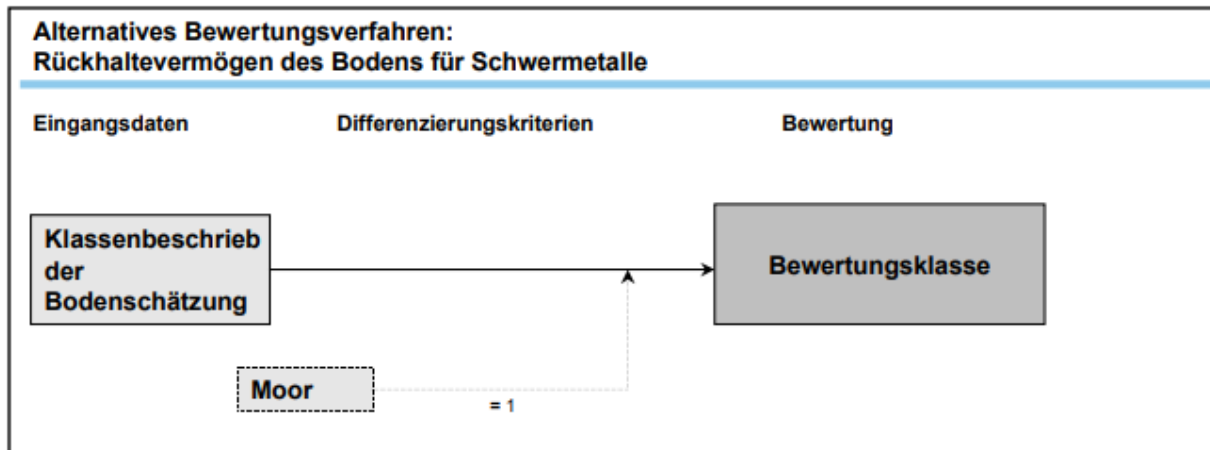 Alternatives Bewertungsverfahren:
Rückhaltevermögen des Bodens für Schwermetalle
Eingangsdaten Differenzierungskriterien Bewertung
Klassenbeschrieb
der
Bodenschätzung
Bewertungsklasse
Moor
= 1